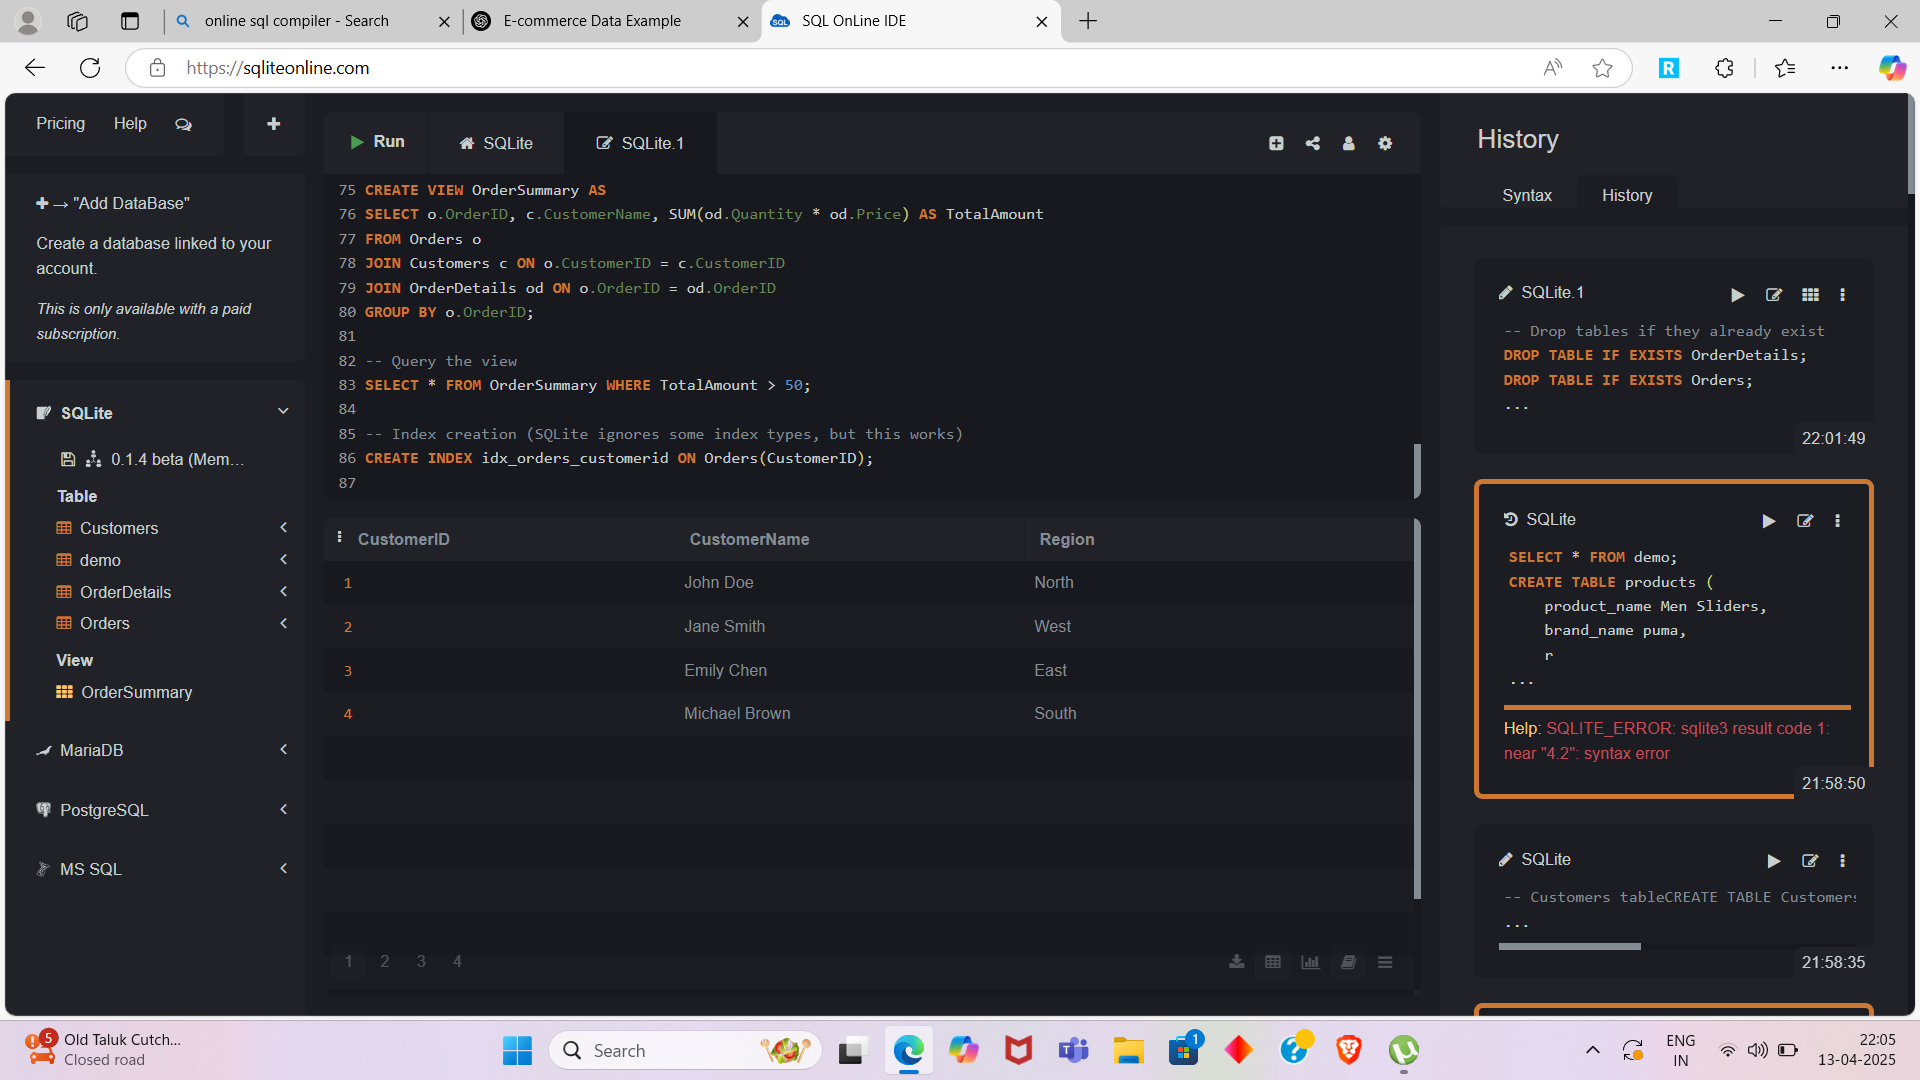 online sql compiler - Search
E-commerce Data Example
SQL OnLine IDE
https://sqliteonline.com
Pricing
Help
Run
SQLite
SQLite.1
"Add DataBase"
Create a database linked to your
account.
This is only available with a paid
subscription.
SQLite
0.1.4 beta (Mem...
Table
Customers
demo
OrderDetails
Orders
View
OrderSummary
MariaDB
PostgreSQL
MS SQL
75 CREATE VIEW OrderSummary AS
76 SELECT o.OrderID, c.CustomerName, SUM(od.Quantity * od.Price) AS TotalAmount
77 FROM Orders o
78 JOIN Customers c ON o.CustomerID = c.CustomerID
79 JOIN OrderDetails od ON o.OrderID = od.OrderID
80 GROUP BY o.OrderID;
81
82 -- Query the view
83 SELECT * FROM OrderSummary WHERE TotalAmount > 50;
84
85 -- Index creation (SQLite ignores some index types, but this works)
86 CREATE INDEX idx_orders_customerid ON Orders(CustomerID);
87
CustomerID CustomerName Region
1 John Doe North
2 Jane Smith West
3 Emily Chen East
4 Michael Brown South
1 2 3 4
History
Syntax History
SQLite.1
-- Drop tables if they already exist
DROP TABLE IF EXISTS OrderDetails;
DROP TABLE IF EXISTS Orders;
...
22:01:49
SQLite
SELECT * FROM demo;
CREATE TABLE products (
product_name Men Sliders,
brand_name puma,
r
...
Help: SQLITE_ERROR: sqlite3 result code 1:
near "4.2": syntax error
21:58:50
SQLite
-- Customers tableCREATE TABLE Customers
...
21:58:35
5
Old Taluk Cutch...
Closed road
Search
1
ENG
IN
22:05
13-04-2025